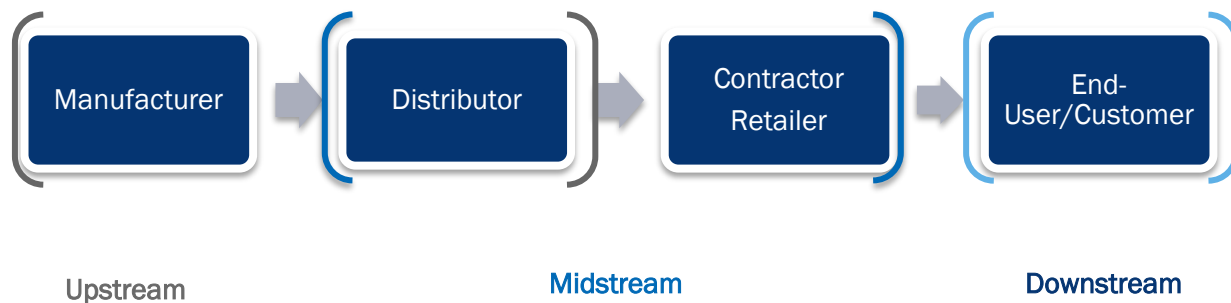 Manufacturer
Distributor
Contractor
Retailer
End-
User/Customer
Upstream
Midstream
Downstream